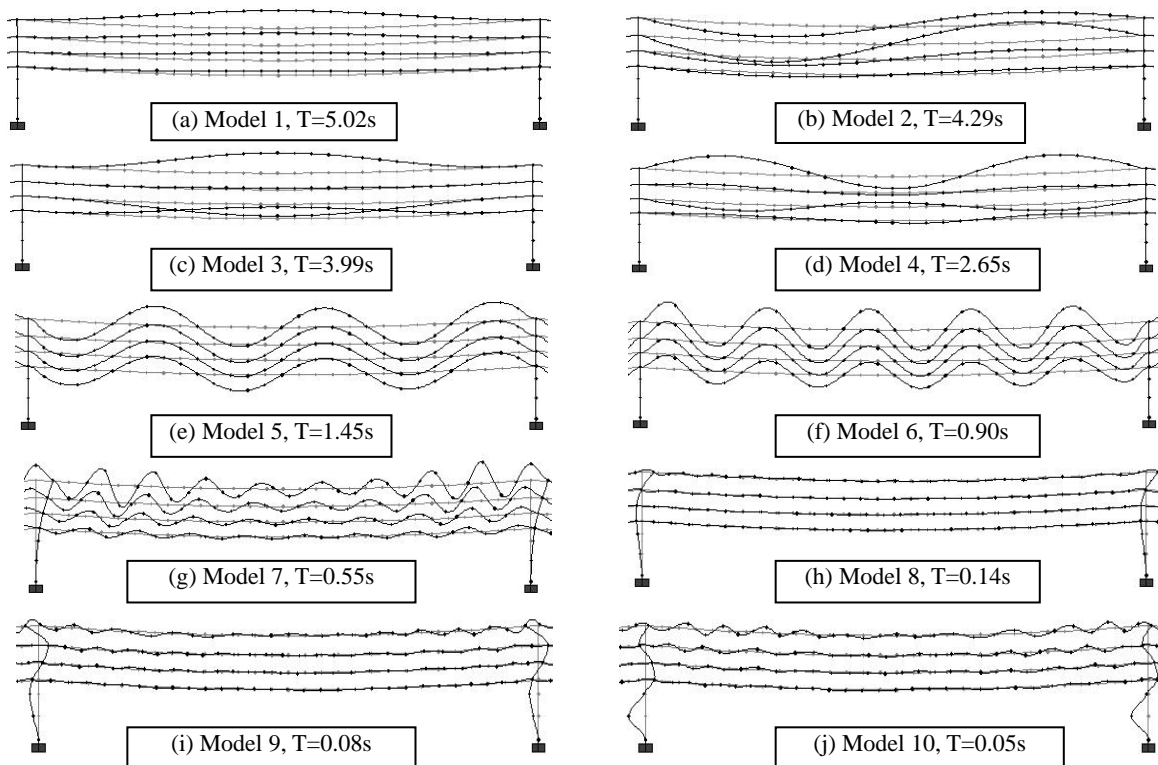 (a) Model 1, T=5.02s
(b) Model 2, T=4.29s
(c) Model 3, T=3.99s
(d) Model 4, T=2.65s
(e) Model 5, T=1.45s
(f) Model 6, T=0.90s
(g) Model 7, T=0.55s
(h) Model 8, T=0.14s
(i) Model 9, T=0.08s
(j) Model 10, T=0.05s